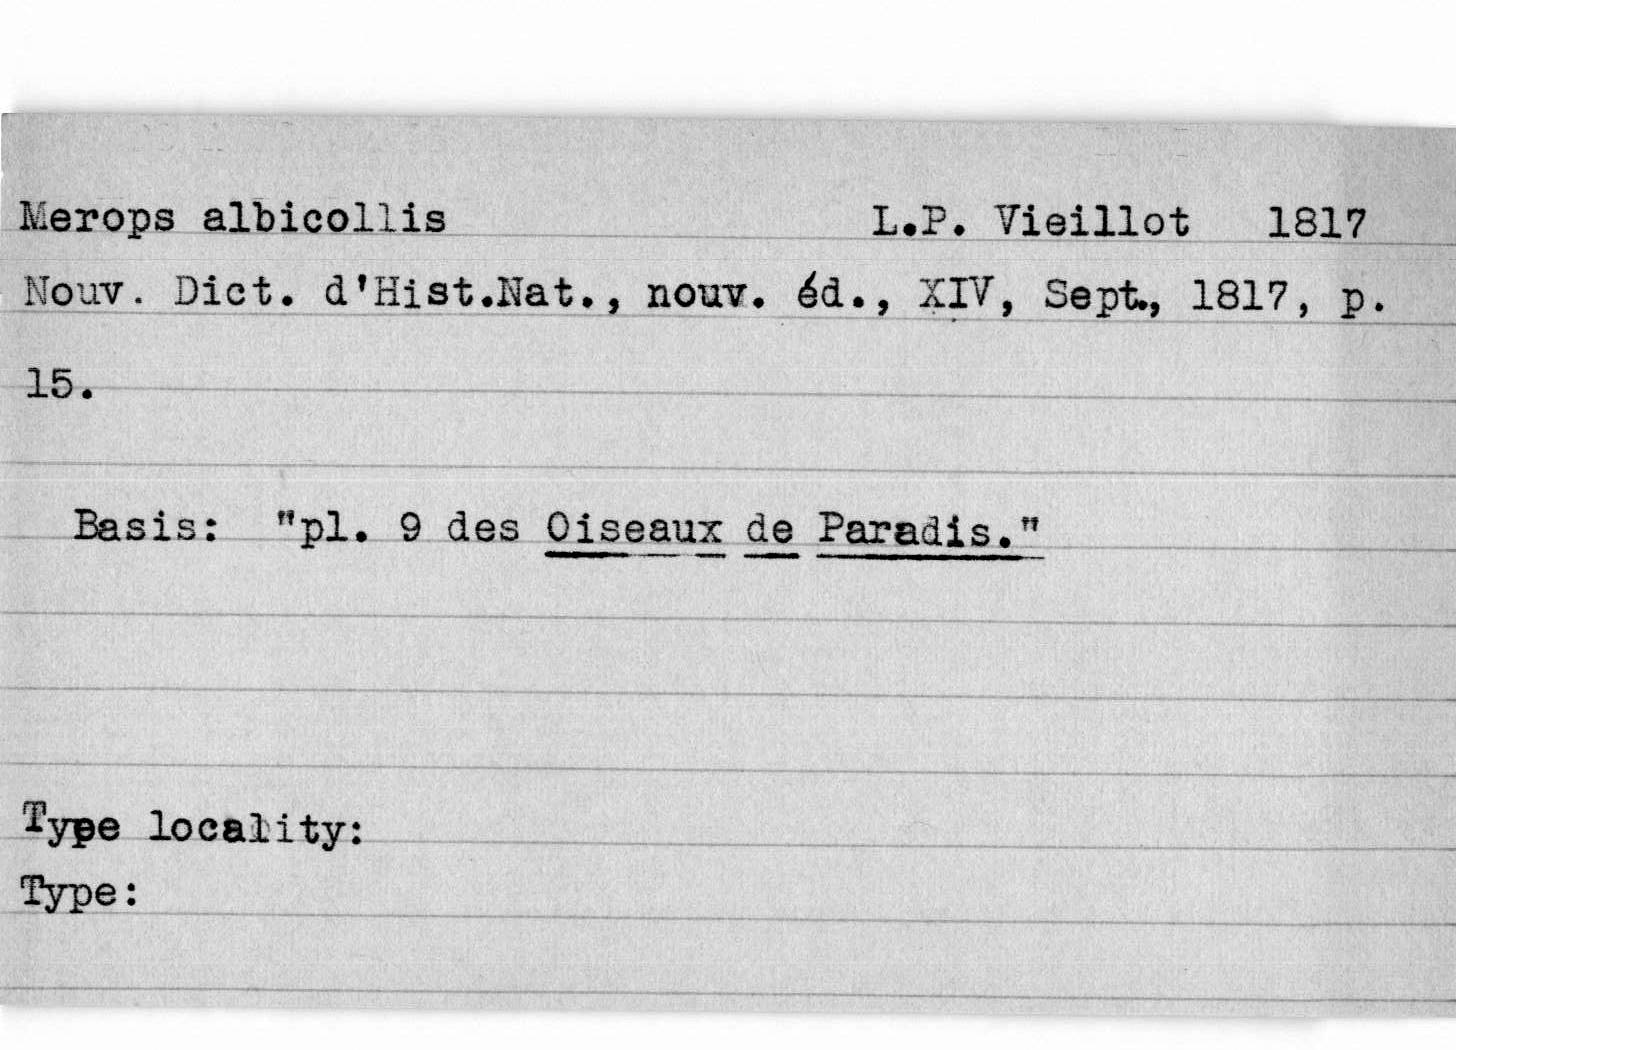 Merops albicollis L.P. Vieillot 1817
Nouv. Dict. d'Hist.Nat., nouv. éd., XIV, Sept., 1817, p.
15.
Basis: "pl. 9 des Oiseaux de Paradis."
Type locality:
Type: